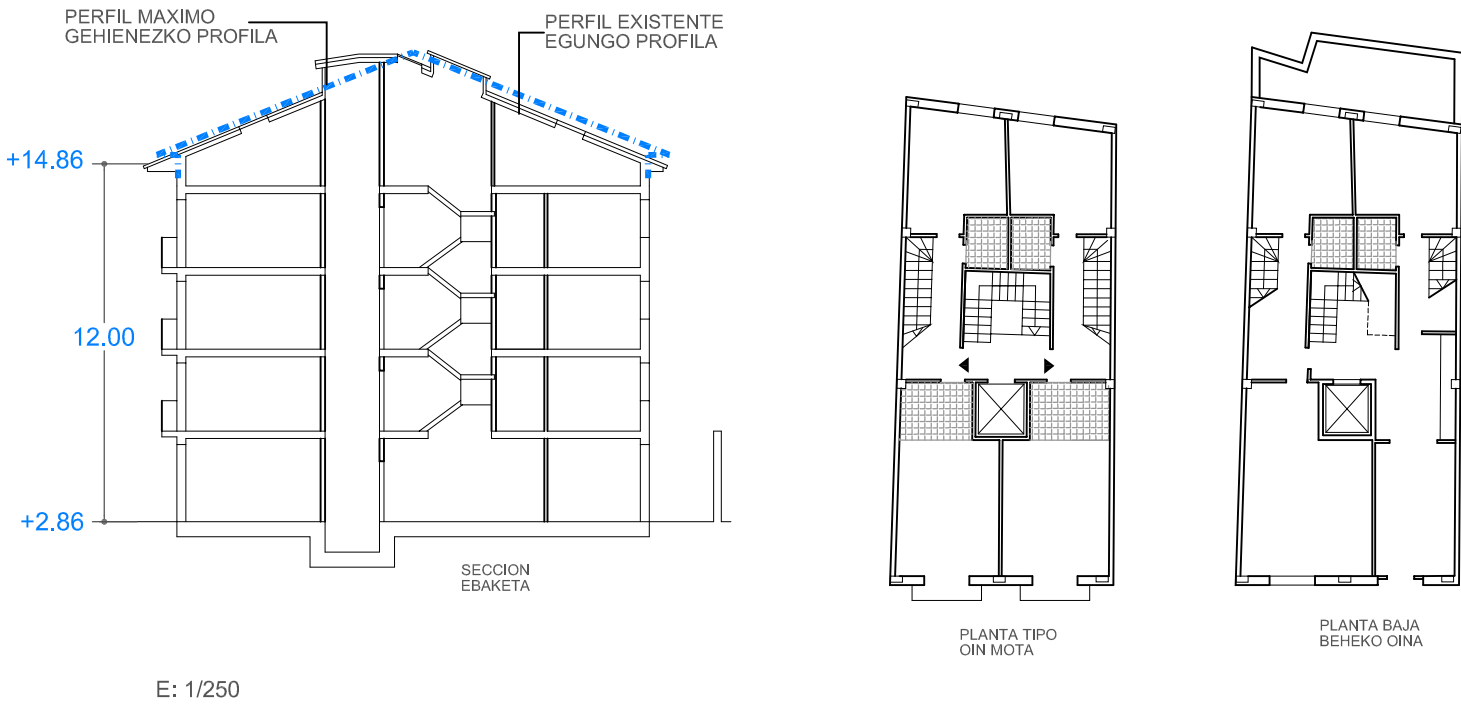 PERFIL MAXIMO
GEHIENEZKO PROFILA
PERFIL EXISTENTE
EGUNGO PROFILA
+14.86
12.00
+2.86
SECCION
EBAKETA
PLANTA TIPO
OIN MOTA
PLANTA BAJA
BEHEKO OINA
E: 1/250